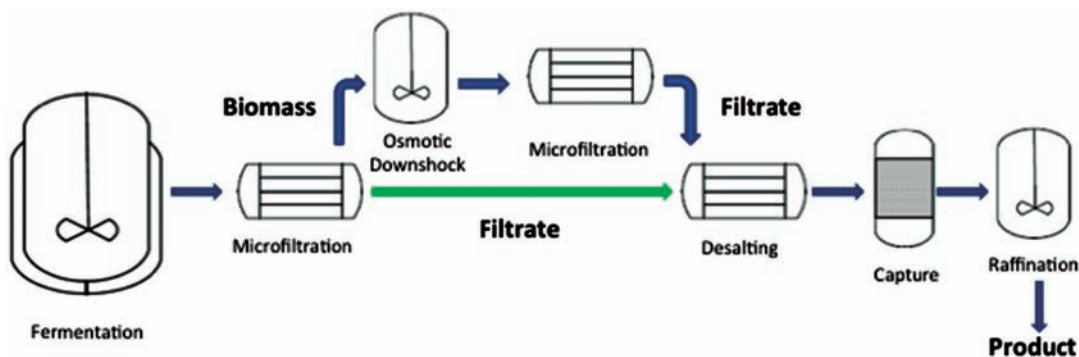 Biomass
Osmotic
Downshock
Microfiltration
Filtrate
Fermentation
Microfiltration
Filtrate
Desalting
Capture
Raffination
Product